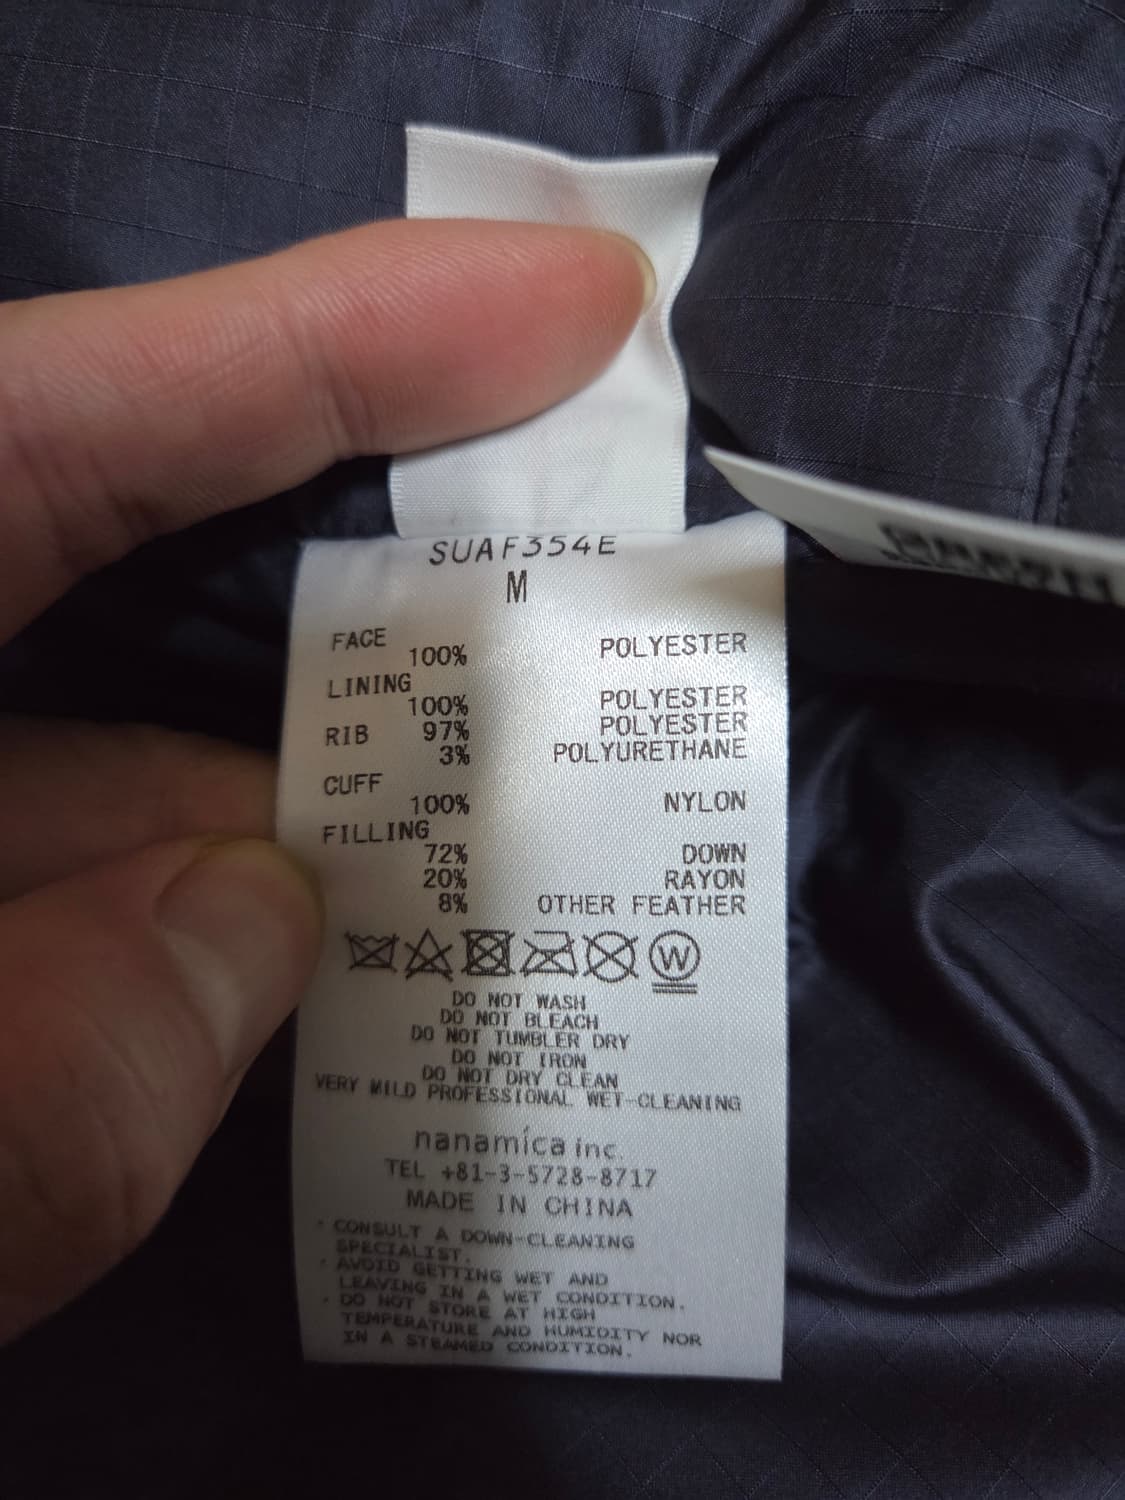 SUAF354E
M
FACE
100% POLYESTER
LINING
100% POLYESTER
RIB 97% POLYESTER
3% POLYURETHANE
CUFF
100% NYLON
FILLING
72% DOWN
20% RAYON
8% OTHER FEATHER
W
DO NOT WASH
DO NOT BLEACH
DO NOT TUMBLER DRY
DO NOT IRON
DO NOT DRY CLEAN
VERY MILD PROFESSIONAL WET-CLEANING
nanamíca inc.
TEL +81-3-5728-8717
MADE IN CHINA
・CONSULT A DOWN-CLEANING
SPECIALIST.
・AVOID GETTING WET AND
LEAVING IN A WET CONDITION.
・DO NOT STORE AT HIGH
TEMPERATURE AND HUMIDITY NOR
IN A STEAMED CONDITION.